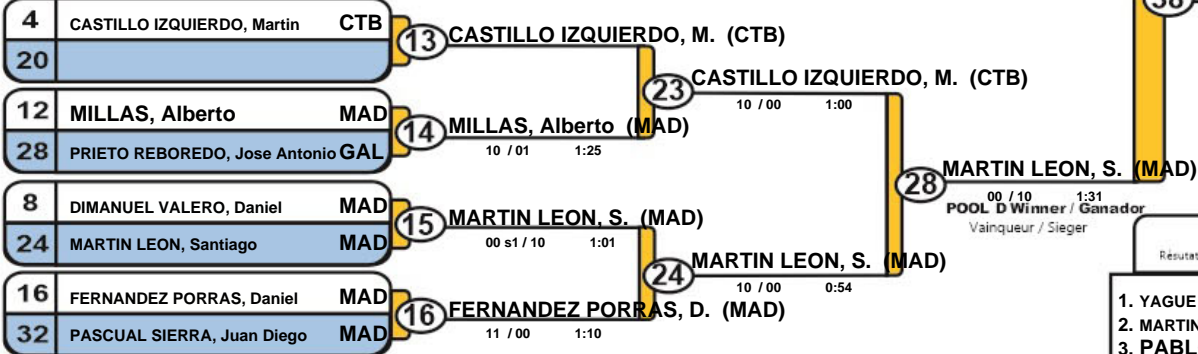 38
4 CASTILLO IZQUIERDO, Martin CTB
20
13 CASTILLO IZQUIERDO, M. (CTB)
23 CASTILLO IZQUIERDO, M. (CTB)
10 / 00 1:00
12 MILLAS, Alberto MAD
28 PRIETO REBOREDO, Jose Antonio GAL
14 MILLAS, Alberto (MAD)
10 / 01 1:25
28 MARTIN LEON, S. (MAD)
00 / 10 1:31
POOL D Winner / Ganador
Vainqueur / Sieger
8 DIMANUEL VALERO, Daniel MAD
24 MARTIN LEON, Santiago MAD
15 MARTIN LEON, S. (MAD)
00 s1 / 10 1:01
24 MARTIN LEON, S. (MAD)
10 / 00 0:54
16 FERNANDEZ PORRAS, Daniel MAD
32 PASCUAL SIERRA, Juan Diego MAD
16 FERNANDEZ PORRAS, D. (MAD)
11 / 00 1:10
Résutat
1. YAGUE
2. MARTIN
3. PABL